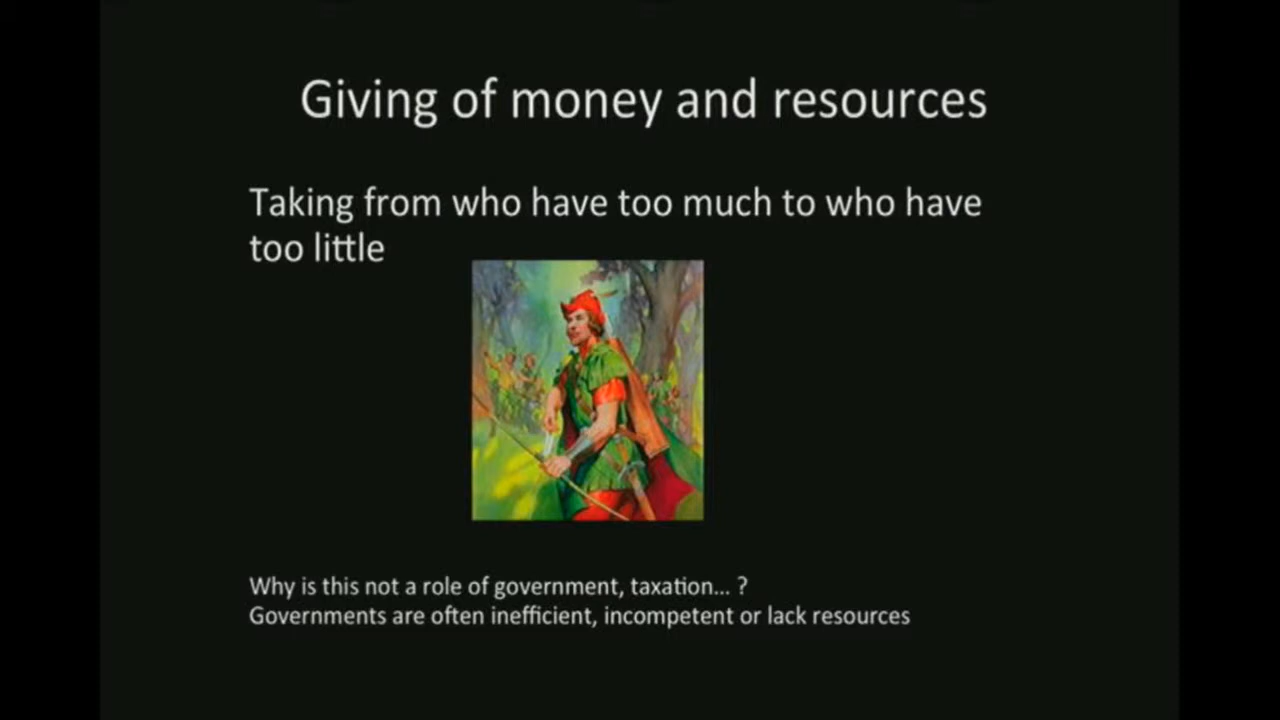 Giving of money and resources
Taking from who have too much to who have
too little
Why is this not a role of government, taxation... ?
Governments are often inefficient, incompetent or lack resources